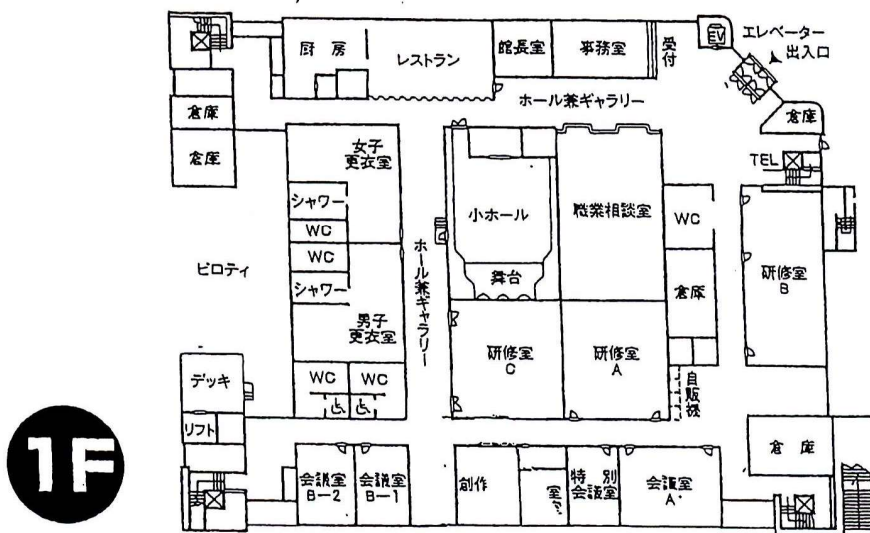 エレベーター
出入口
EV
厨房
レストラン
館長室
事務室
受付
ホール兼ギャラリー
倉庫
倉庫
倉庫
女子
更衣室
シャワー
WC
WC
シャワー
男子
更衣室
WC
WC
ピロティ
ホール兼ギャラリー
小ホール
舞台
職業相談室
WC
倉庫
TEL
研修室
B
研修室
C
研修室
A
自販機
デッキ
リフト
倉庫
会議室
B-2
会議室
B-1
創作
室
特別
会議室
会議室
A
1F